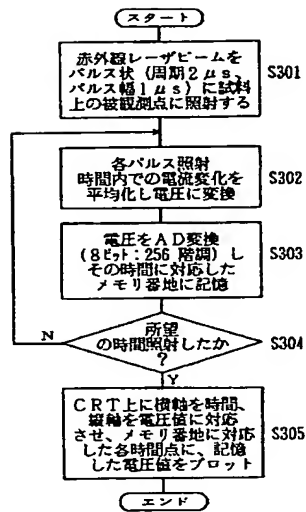 スタート
赤外線レーザビームを
パルス状(周期2μs、
パルス幅1μs)に試料
上の被観測点に照射する
S301
各パルス照射
時間内での電流変化を
平均化し電圧に変換
S302
電圧をAD変換
(8ビット:256階調)し
その時間に対応した
メモリ番地に記憶
S303
所望
の時間照射したか
?
S304
N
Y
CRT上に横軸を時間、
縦軸を電圧値に対応
させ、メモリ番地に対応
した各時間点に、記憶
した電圧値をプロット
S305
エンド